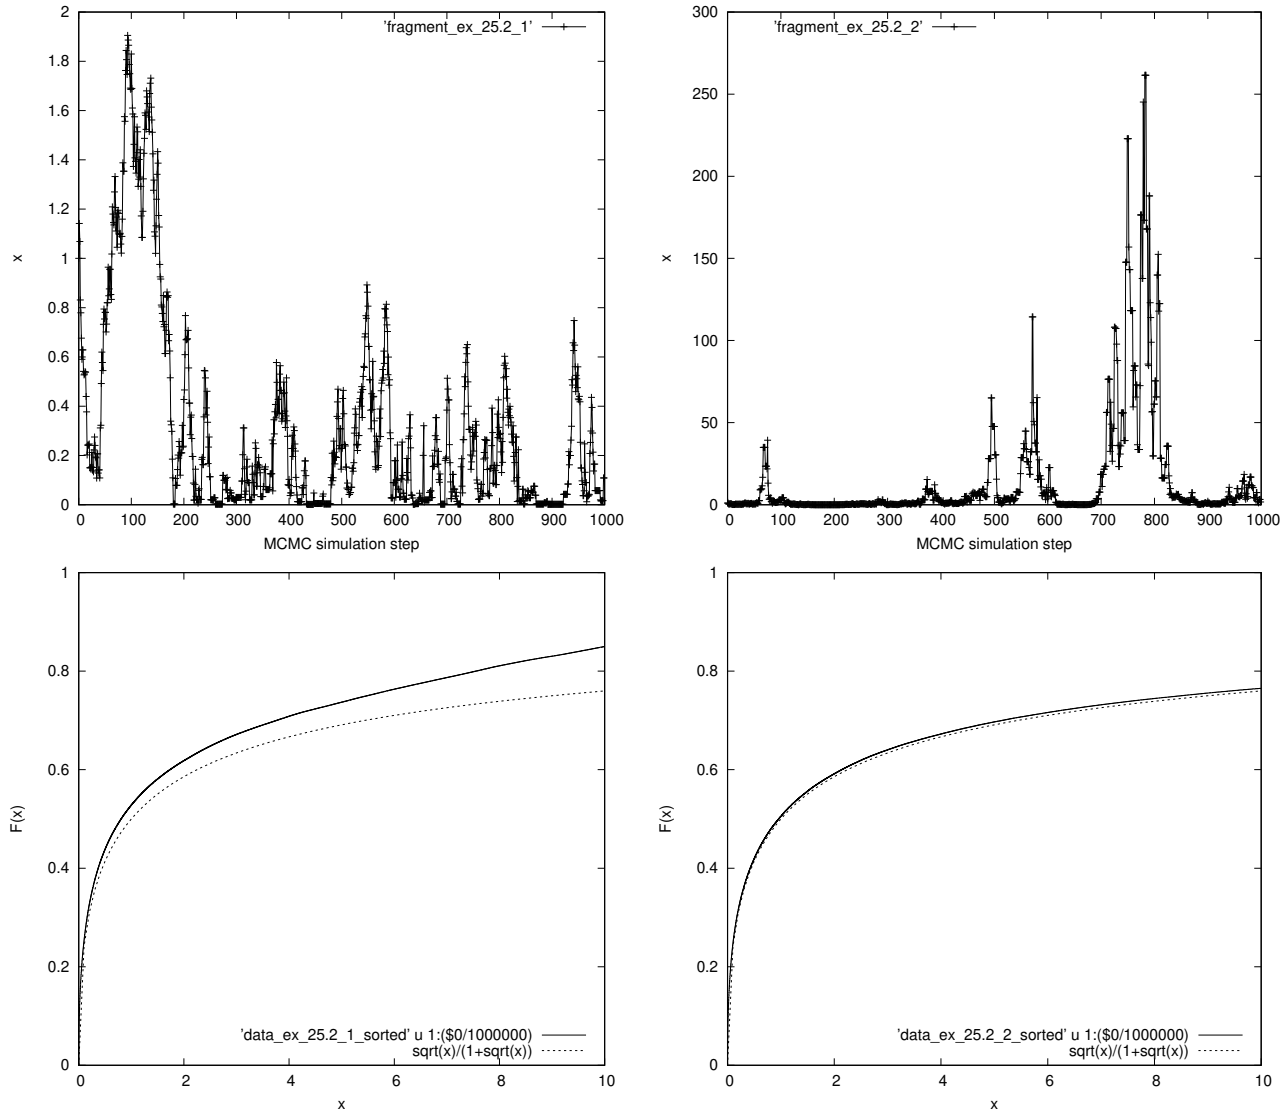 2
1.8
1.6
1.4
1.2
1
0.8
0.6
0.4
0.2
0
x
'fragment_ex_25.2_1'
0 100 200 300 400 500 600 700 800 900 1000
MCMC simulation step
300
250
200
150
100
50
0
x
'fragment_ex_25.2_2'
0 100 200 300 400 500 600 700 800 900 1000
MCMC simulation step
1
0.8
0.6
0.4
0.2
0
F(x)
'data_ex_25.2_1_sorted' u 1:($0/1000000)
sqrt(x)/(1+sqrt(x))
0 2 4 6 8 10
x
1
0.8
0.6
0.4
0.2
0
F(x)
'data_ex_25.2_2_sorted' u 1:($0/1000000)
sqrt(x)/(1+sqrt(x))
0 2 4 6 8 10
x